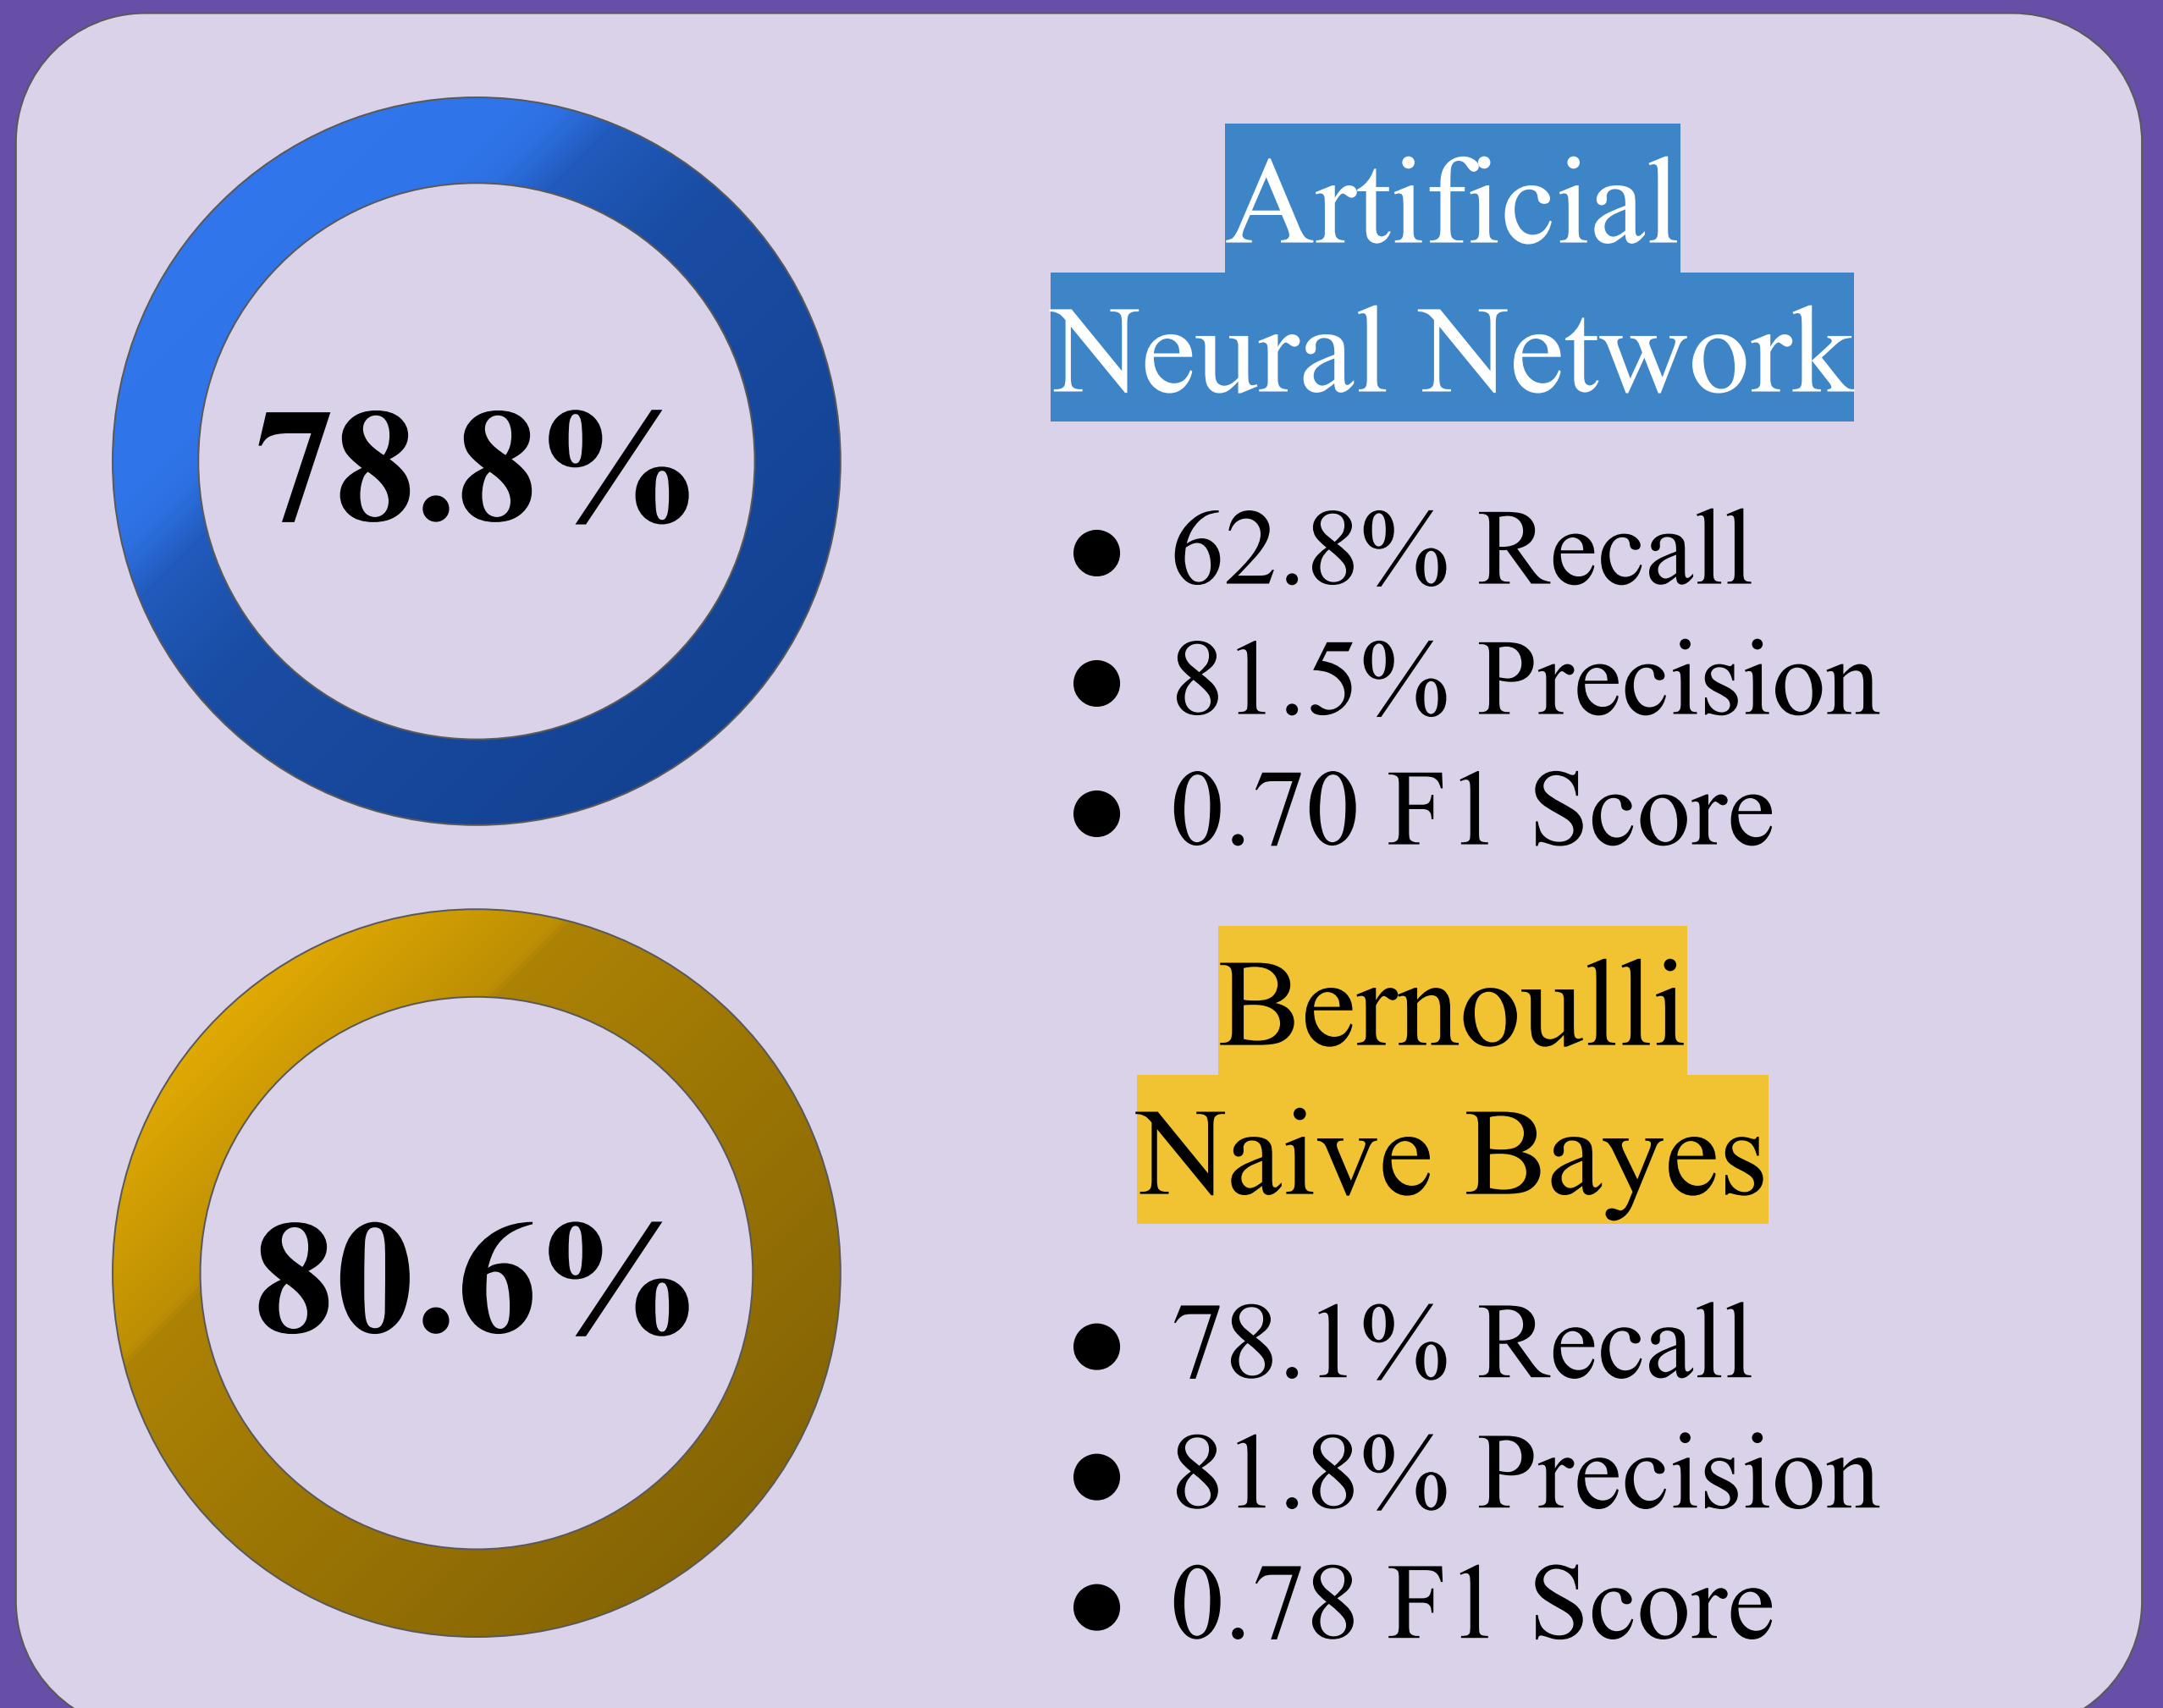 78.8%
Artificial
Neural Network
● 62.8% Recall
● 81.5% Precision
● 0.70 F1 Score
80.6%
Bernoulli
Naive Bayes
● 78.1% Recall
● 81.8% Precision
● 0.78 F1 Score